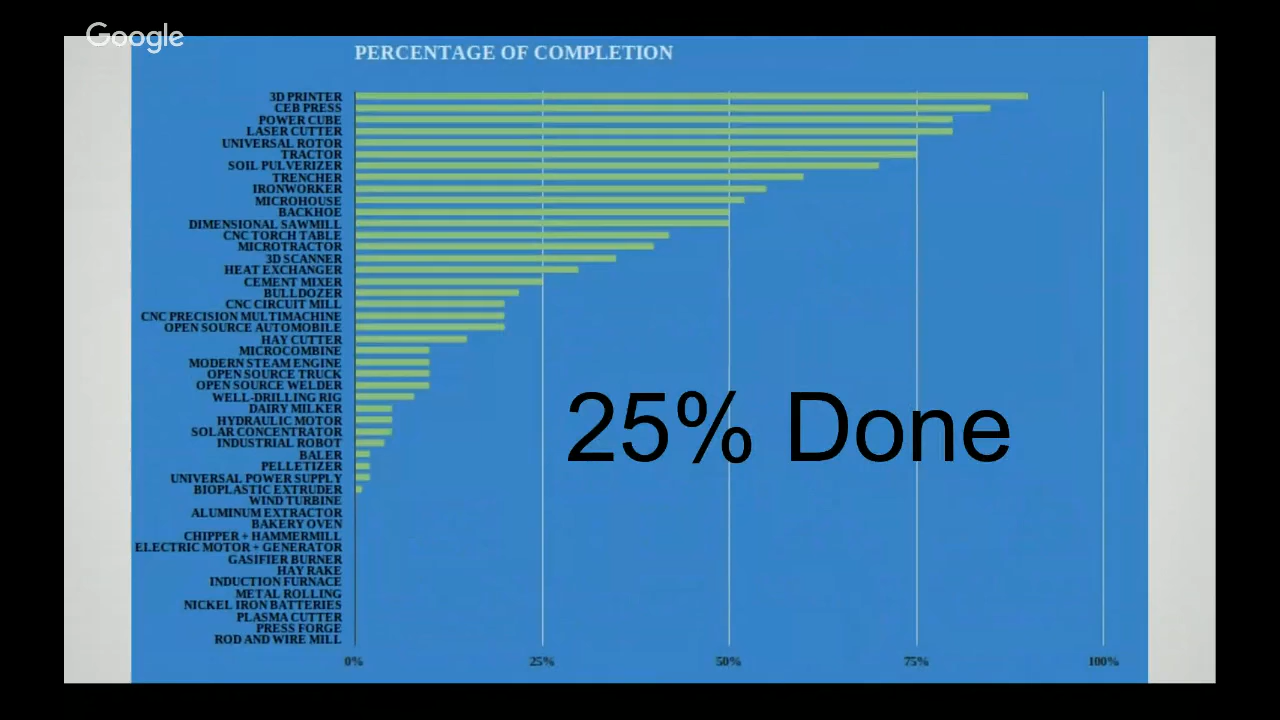 Google
PERCENTAGE OF COMPLETION
3D PRINTER
CEB PRESS
POWER CUBE
LASER CUTTER
UNIVERSAL ROTOR
TRACTOR
SOIL PULVERIZER
TRENCHER
IRONWORKER
MICROHOUSE
BACKHOE
DIMENSIONAL SAWMILL
CNC TORCH TABLE
MICROTRACTOR
3D SCANNER
HEAT EXCHANGER
CEMENT MIXER
BULLDOZER
CNC CIRCUIT MILL
CNC PRECISION MULTIMACHINE
OPEN SOURCE AUTOMOBILE
HAY CUTTER
MICROCOMBINE
MODERN STEAM ENGINE
OPEN SOURCE TRUCK
OPEN SOURCE WELDER
WELL-DRILLING RIG
DAIRY MILKER
HYDRAULIC MOTOR
SOLAR CONCENTRATOR
INDUSTRIAL ROBOT
BALER
PELLETIZER
UNIVERSAL POWER SUPPLY
BIOPLASTIC EXTRUDER
WIND TURBINE
ALUMINUM EXTRACTOR
BAKERY OVEN
CHIPPER + HAMMERMILL
ELECTRIC MOTOR + GENERATOR
GASIFIER BURNER
HAY RAKE
INDUCTION FURNACE
METAL ROLLING
NICKEL IRON BATTERIES
PLASMA CUTTER
PRESS FORGE
ROD AND WIRE MILL
25% Done
0% 25% 50% 75% 100%